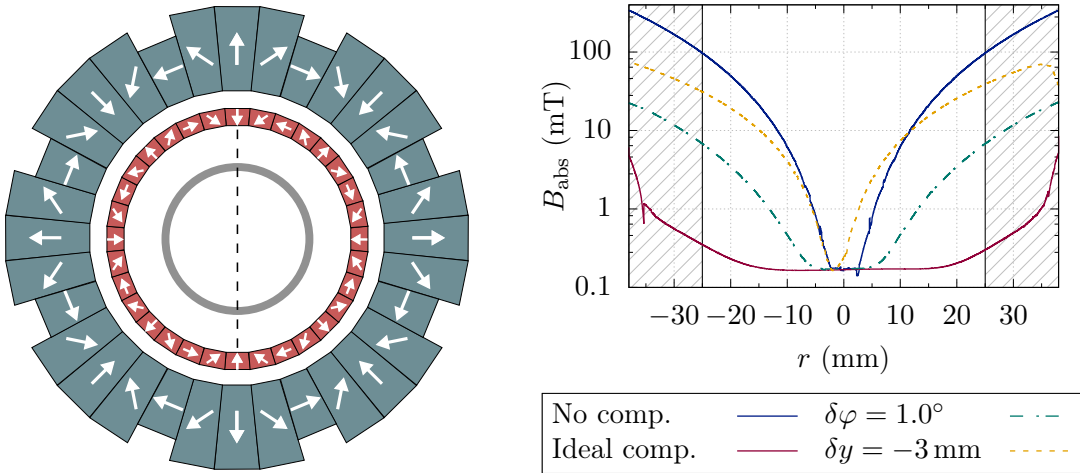 100
10
1
0.1
B_abs (mT)
−30 −20 −10 0 10 20 30
r (mm)
No comp. δφ = 1.0°
Ideal comp. δy = −3 mm